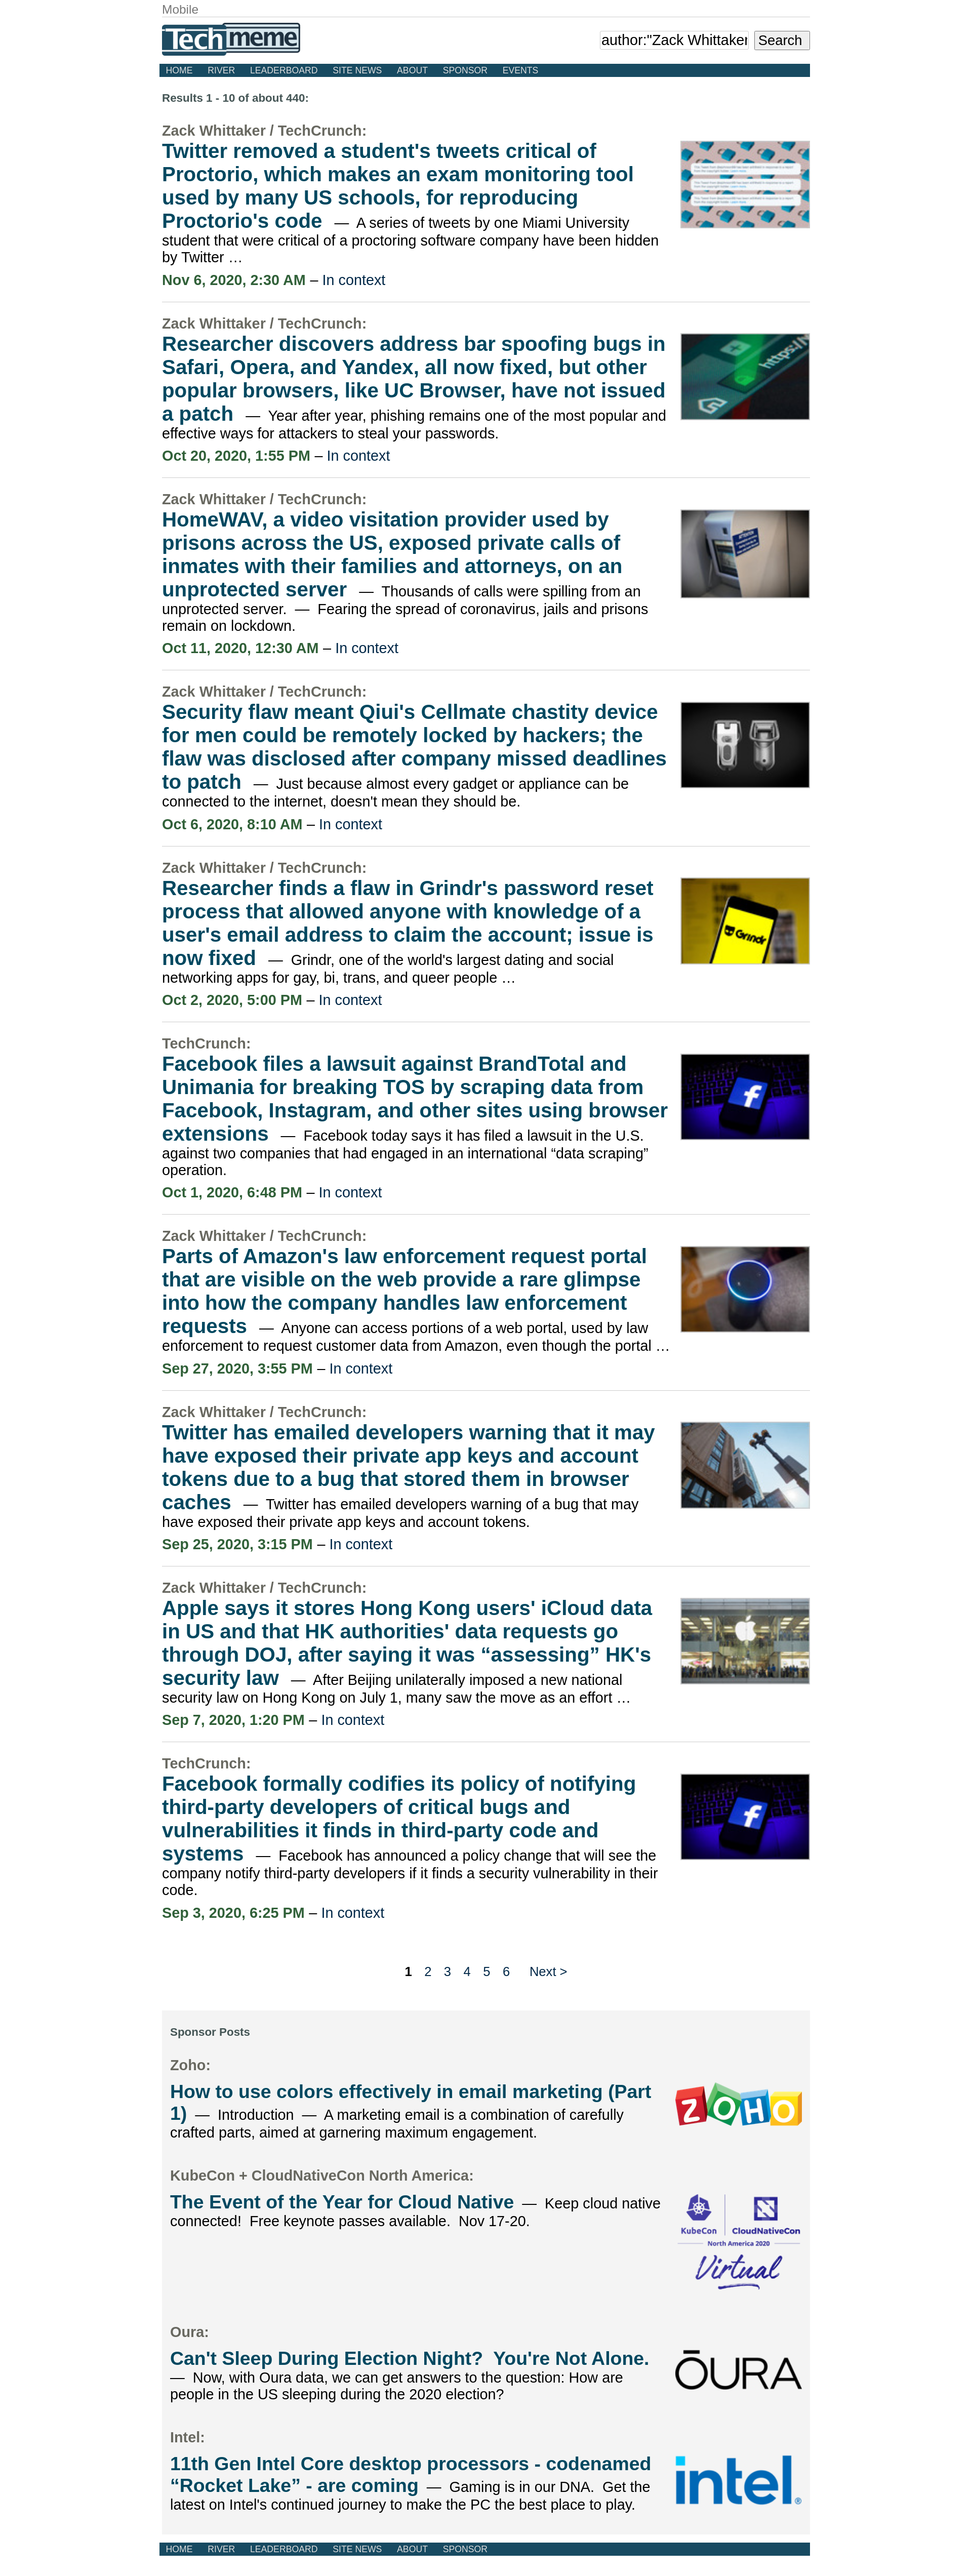 Mobile
Techmeme
author:"Zack Whittaker
Search
HOME RIVER LEADERBOARD SITE NEWS ABOUT SPONSOR EVENTS
Results 1 - 10 of about 440:
Zack Whittaker / TechCrunch:
Twitter removed a student's tweets critical of
Proctorio, which makes an exam monitoring tool
used by many US schools, for reproducing
Proctorio's code — A series of tweets by one Miami University
student that were critical of a proctoring software company have been hidden
by Twitter …
Nov 6, 2020, 2:30 AM – In context
Zack Whittaker / TechCrunch:
Researcher discovers address bar spoofing bugs in
Safari, Opera, and Yandex, all now fixed, but other
popular browsers, like UC Browser, have not issued
a patch — Year after year, phishing remains one of the most popular and
effective ways for attackers to steal your passwords.
https://
Oct 20, 2020, 1:55 PM – In context
Zack Whittaker / TechCrunch:
HomeWAV, a video visitation provider used by
prisons across the US, exposed private calls of
inmates with their families and attorneys, on an
unprotected server — Thousands of calls were spilling from an
unprotected server. — Fearing the spread of coronavirus, jails and prisons
remain on lockdown.
Oct 11, 2020, 12:30 AM – In context
Zack Whittaker / TechCrunch:
Security flaw meant Qiui's Cellmate chastity device
for men could be remotely locked by hackers; the
flaw was disclosed after company missed deadlines
to patch — Just because almost every gadget or appliance can be
connected to the internet, doesn't mean they should be.
Oct 6, 2020, 8:10 AM – In context
Zack Whittaker / TechCrunch:
Researcher finds a flaw in Grindr's password reset
process that allowed anyone with knowledge of a
user's email address to claim the account; issue is
now fixed — Grindr, one of the world's largest dating and social
networking apps for gay, bi, trans, and queer people …
Grindr
Oct 2, 2020, 5:00 PM – In context
TechCrunch:
Facebook files a lawsuit against BrandTotal and
Unimania for breaking TOS by scraping data from
Facebook, Instagram, and other sites using browser
extensions — Facebook today says it has filed a lawsuit in the U.S.
against two companies that had engaged in an international “data scraping”
operation.
Oct 1, 2020, 6:48 PM – In context
Zack Whittaker / TechCrunch:
Parts of Amazon's law enforcement request portal
that are visible on the web provide a rare glimpse
into how the company handles law enforcement
requests — Anyone can access portions of a web portal, used by law
enforcement to request customer data from Amazon, even though the portal …
Sep 27, 2020, 3:55 PM – In context
Zack Whittaker / TechCrunch:
Twitter has emailed developers warning that it may
have exposed their private app keys and account
tokens due to a bug that stored them in browser
caches — Twitter has emailed developers warning of a bug that may
have exposed their private app keys and account tokens.
Sep 25, 2020, 3:15 PM – In context
Zack Whittaker / TechCrunch:
Apple says it stores Hong Kong users' iCloud data
in US and that HK authorities' data requests go
through DOJ, after saying it was “assessing” HK's
security law — After Beijing unilaterally imposed a new national
security law on Hong Kong on July 1, many saw the move as an effort …
Sep 7, 2020, 1:20 PM – In context
TechCrunch:
Facebook formally codifies its policy of notifying
third-party developers of critical bugs and
vulnerabilities it finds in third-party code and
systems — Facebook has announced a policy change that will see the
company notify third-party developers if it finds a security vulnerability in their
code.
Sep 3, 2020, 6:25 PM – In context
1 2 3 4 5 6 Next >
Sponsor Posts
Zoho:
How to use colors effectively in email marketing (Part
1) — Introduction — A marketing email is a combination of carefully
crafted parts, aimed at garnering maximum engagement.
ZOHO
KubeCon + CloudNativeCon North America:
The Event of the Year for Cloud Native — Keep cloud native
connected! Free keynote passes available. Nov 17-20.
KubeCon CloudNativeCon
North America 2020
Virtual
Oura:
Can't Sleep During Election Night? You're Not Alone.
— Now, with Oura data, we can get answers to the question: How are
people in the US sleeping during the 2020 election?
ŌURA
Intel:
11th Gen Intel Core desktop processors - codenamed
“Rocket Lake” - are coming — Gaming is in our DNA. Get the
latest on Intel's continued journey to make the PC the best place to play.
intel®
HOME RIVER LEADERBOARD SITE NEWS ABOUT SPONSOR